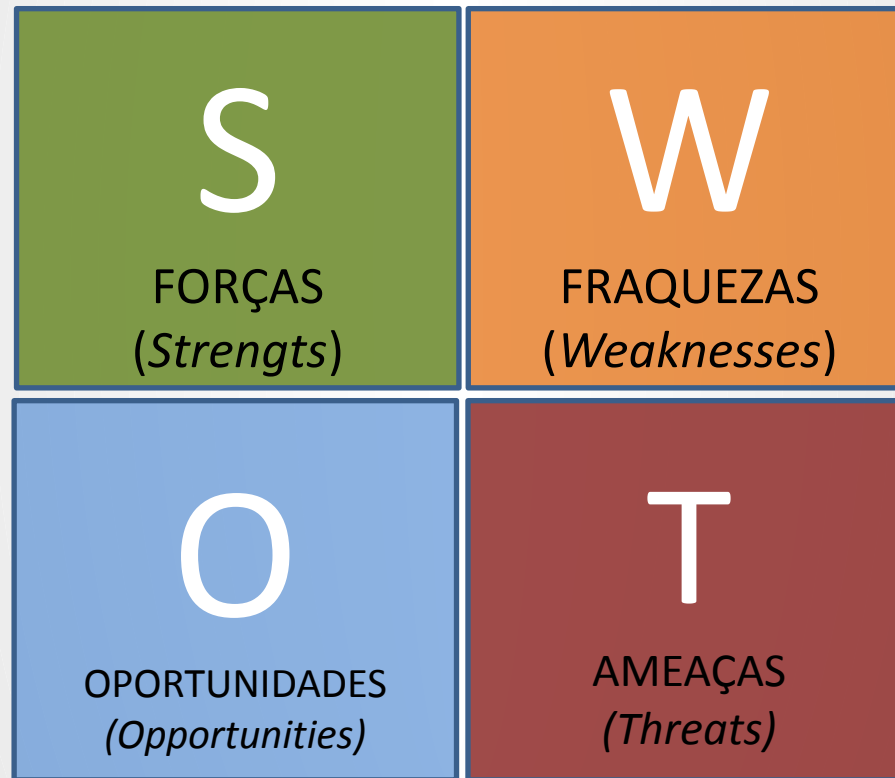 S
FORÇAS
(Strengts)
W
FRAQUEZAS
(Weaknesses)
O
OPORTUNIDADES
(Opportunities)
T
AMEAÇAS
(Threats)